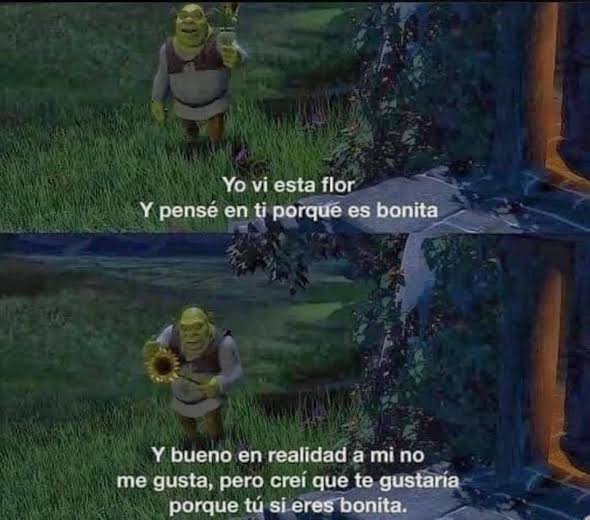 Yo vi esta flor
Y pensé en ti porque es bonita
Y bueno en realidad a mi no
me gusta, pero creí que te gustaría
porque tú si eres bonita.